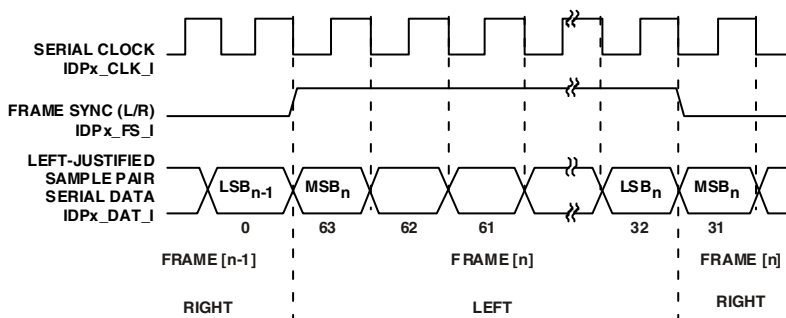 SERIAL CLOCK
IDPx_CLK_I
FRAME SYNC (L/R)
IDPx_FS_I
LEFT-JUSTIFIED
SAMPLE PAIR
SERIAL DATA
IDPx_DAT_I
LSBn-1 MSBn LSBn MSBn
0 63 62 61 32 31
FRAME [n-1] FRAME [n] FRAME [n]
RIGHT LEFT RIGHT